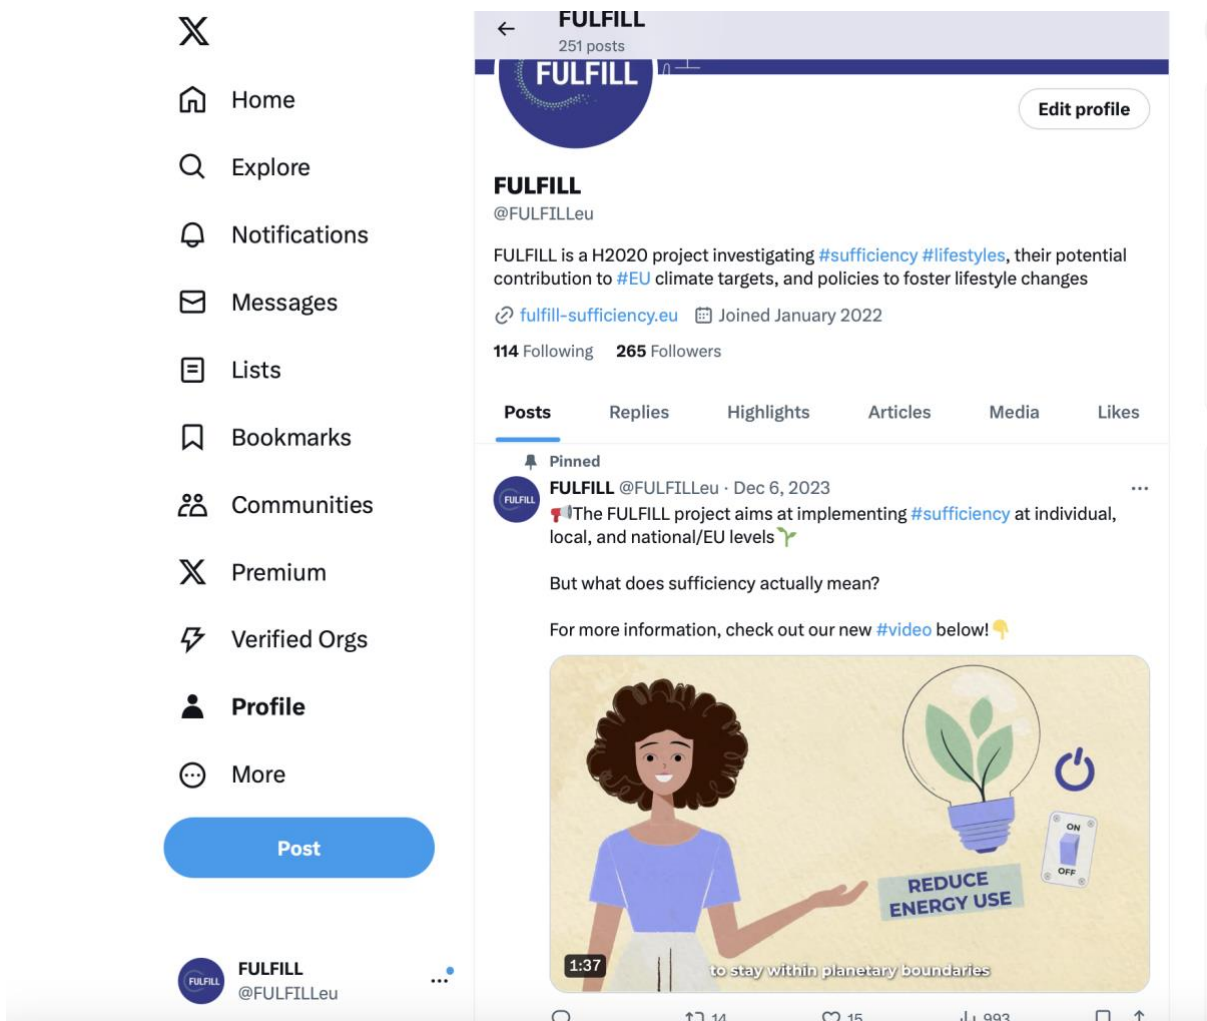 Home
Explore
Notifications
Messages
Lists
Bookmarks
Communities
Premium
Verified Orgs
Profile
More
Post
FULFILL
FULFILL
@FULFILLeu
FULFILL
251 posts
FULFILL
Edit profile
FULFILL
@FULFILLeu
FULFILL is a H2020 project investigating #sufficiency #lifestyles, their potential
contribution to #EU climate targets, and policies to foster lifestyle changes
fulfill-sufficiency.eu Joined January 2022
114 Following 265 Followers
Posts Replies Highlights Articles Media Likes
Pinned
FULFILL
FULFILL @FULFILLeu · Dec 6, 2023
The FULFILL project aims at implementing #sufficiency at individual,
local, and national/EU levels
But what does sufficiency actually mean?
For more information, check out our new #video below!
ON
OFF
REDUCE
ENERGY USE
1:37
to stay within planetary boundaries
14 15 993